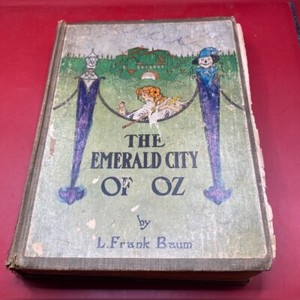 THE
EMERALD CITY
OF OZ
by
L. Frank Baum